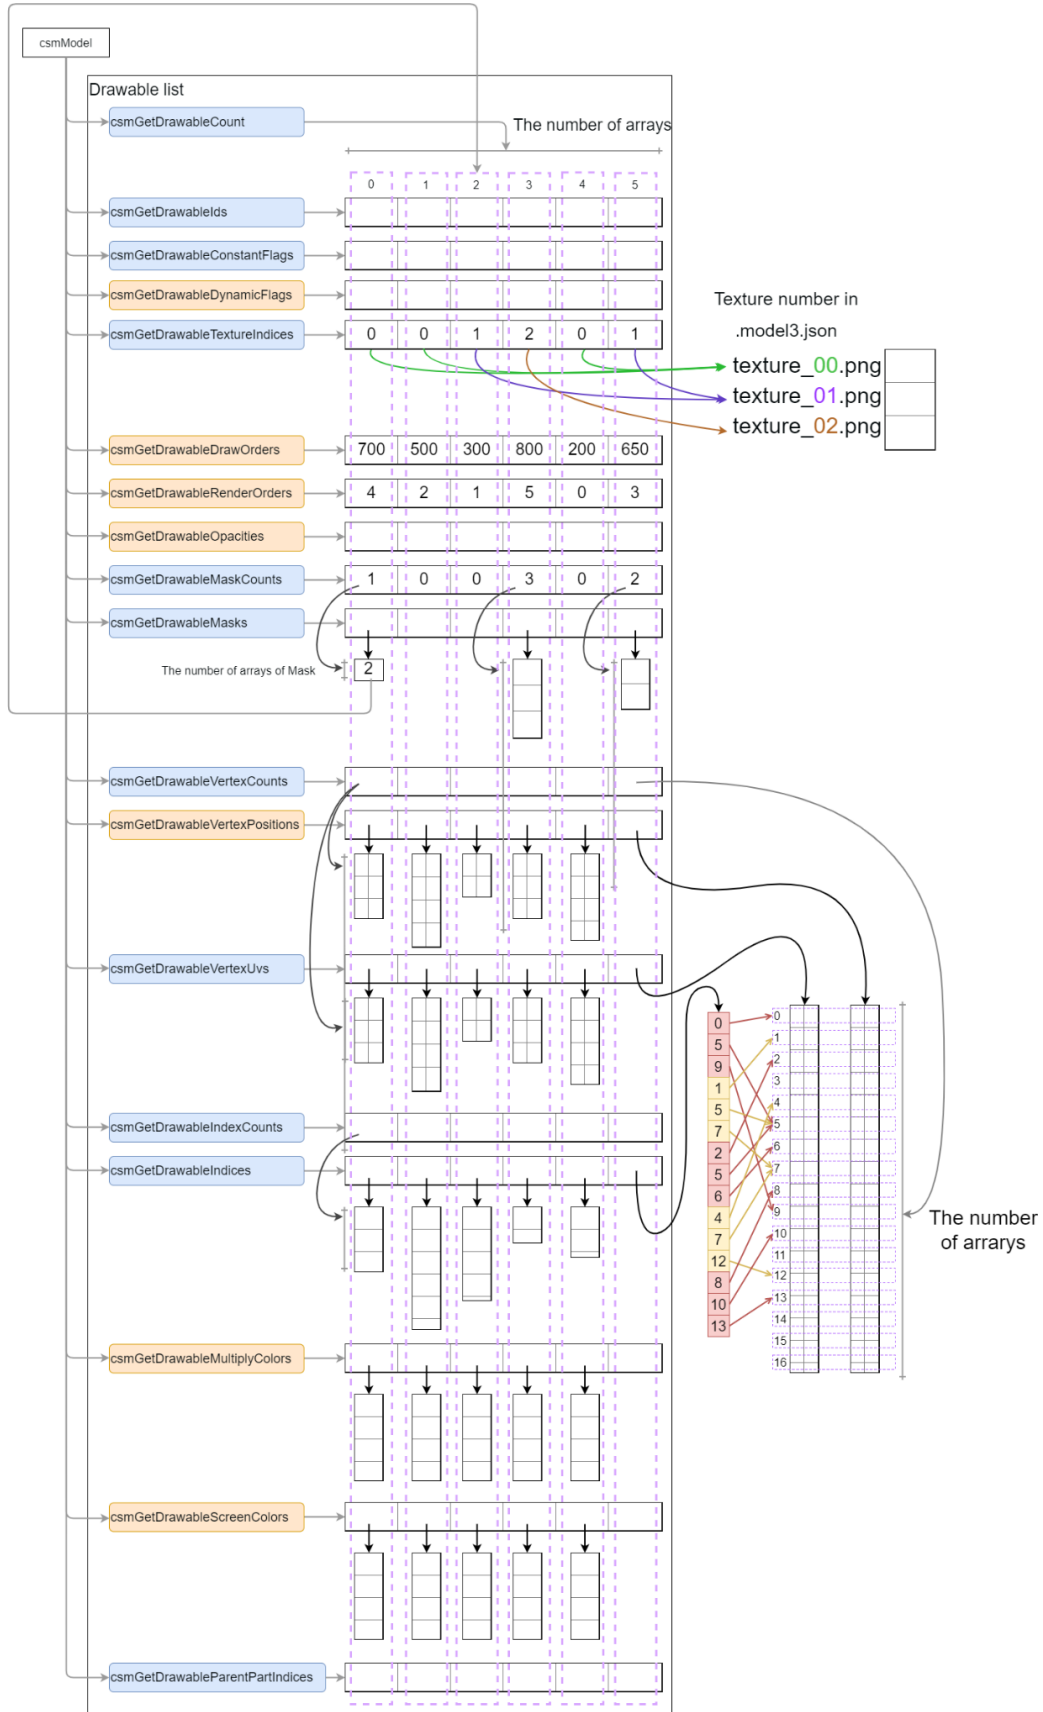 csmModel
Drawable list
csmGetDrawableCount
The number of arrays
0 1 2 3 4 5
csmGetDrawableIds
csmGetDrawableConstantFlags
csmGetDrawableDynamicFlags
csmGetDrawableTextureIndices
0 0 1 2 0 1
Texture number in
.model3.json
texture_00.png
texture_01.png
texture_02.png
csmGetDrawableDrawOrders
700 500 300 800 200 650
csmGetDrawableRenderOrders
4 2 1 5 0 3
csmGetDrawableOpacities
csmGetDrawableMaskCounts
1 0 0 3 0 2
csmGetDrawableMasks
The number of arrays of Mask
2
csmGetDrawableVertexCounts
csmGetDrawableVertexPositions
csmGetDrawableVertexUvs
csmGetDrawableIndexCounts
csmGetDrawableIndices
0
5
9
1
5
7
2
5
6
4
7
12
8
10
13
0
1
2
3
4
5
6
7
8
9
10
11
12
13
14
15
16
The number
of ararrys
csmGetDrawableMultiplyColors
csmGetDrawableScreenColors
csmGetDrawableParentPartIndices